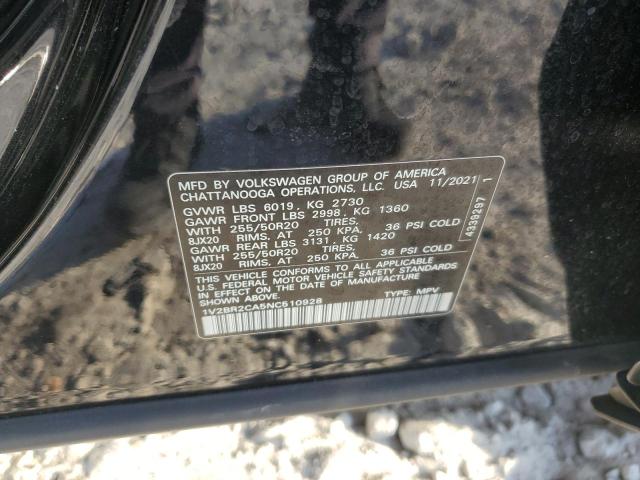 MFD BY VOLKSWAGEN GROUP OF AMERICA
CHATTANOOGA OPERATIONS, LLC. USA 11/2021
GVWR LBS 6019, KG 2730
GAWR FRONT LBS 2998, KG 1360
WITH 255/50R20 TIRES,
8JX20 RIMS, AT 250 KPA. 36 PSI COLD
GAWR REAR LBS 3131, KG 1420
WITH 255/50R20 TIRES,
8JX20 RIMS, AT 250 KPA, 36 PSI COLD
THIS VEHICLE CONFORMS TO ALL APPLICABLE
U.S. FEDERAL MOTOR VEHICLE SAFETY STANDARDS
IN EFFECT ON THE DATE OF MANUFACTURE
SHOWN ABOVE.
1V2BR2CA5NC510928 TYPE: MPV
4336297 1